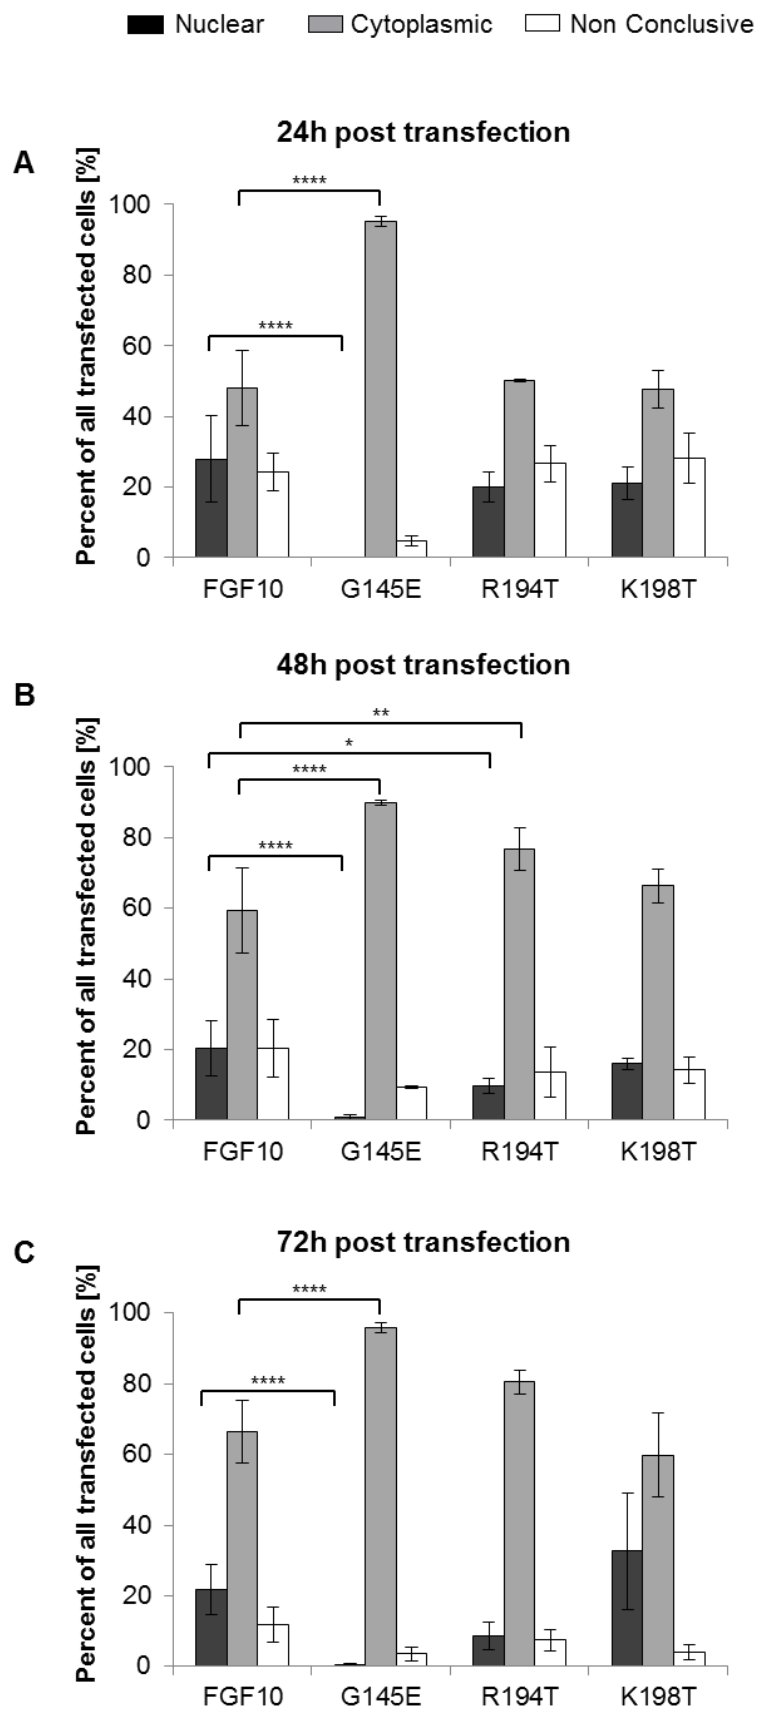 Nuclear Cytoplasmic Non Conclusive
24h post transfection
A
Percent of all transfected cells [%]
****
****
100
80
60
40
20
0
FGF10 G145E R194T K198T
48h post transfection
B
Percent of all transfected cells [%]
**
*
****
****
100
80
60
40
20
0
FGF10 G145E R194T K198T
72h post transfection
C
Percent of all transfected cells [%]
****
****
100
80
60
40
20
0
FGF10 G145E R194T K198T